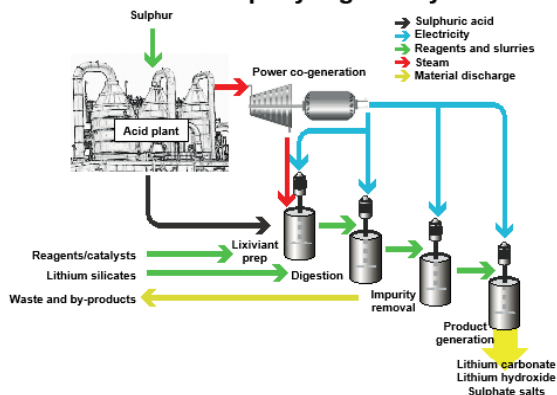 Sulphur
Sulphuric acid
Electricity
Reagents and slurries
Steam
Material discharge
Power co-generation
Acid plant
Reagents/catalysts
Lixiviant
prep
Lithium silicates
Digestion
Waste and by-products
Impurity
removal
Product
generation
Lithium carbonate
Lithium hydroxide
Sulphate salts